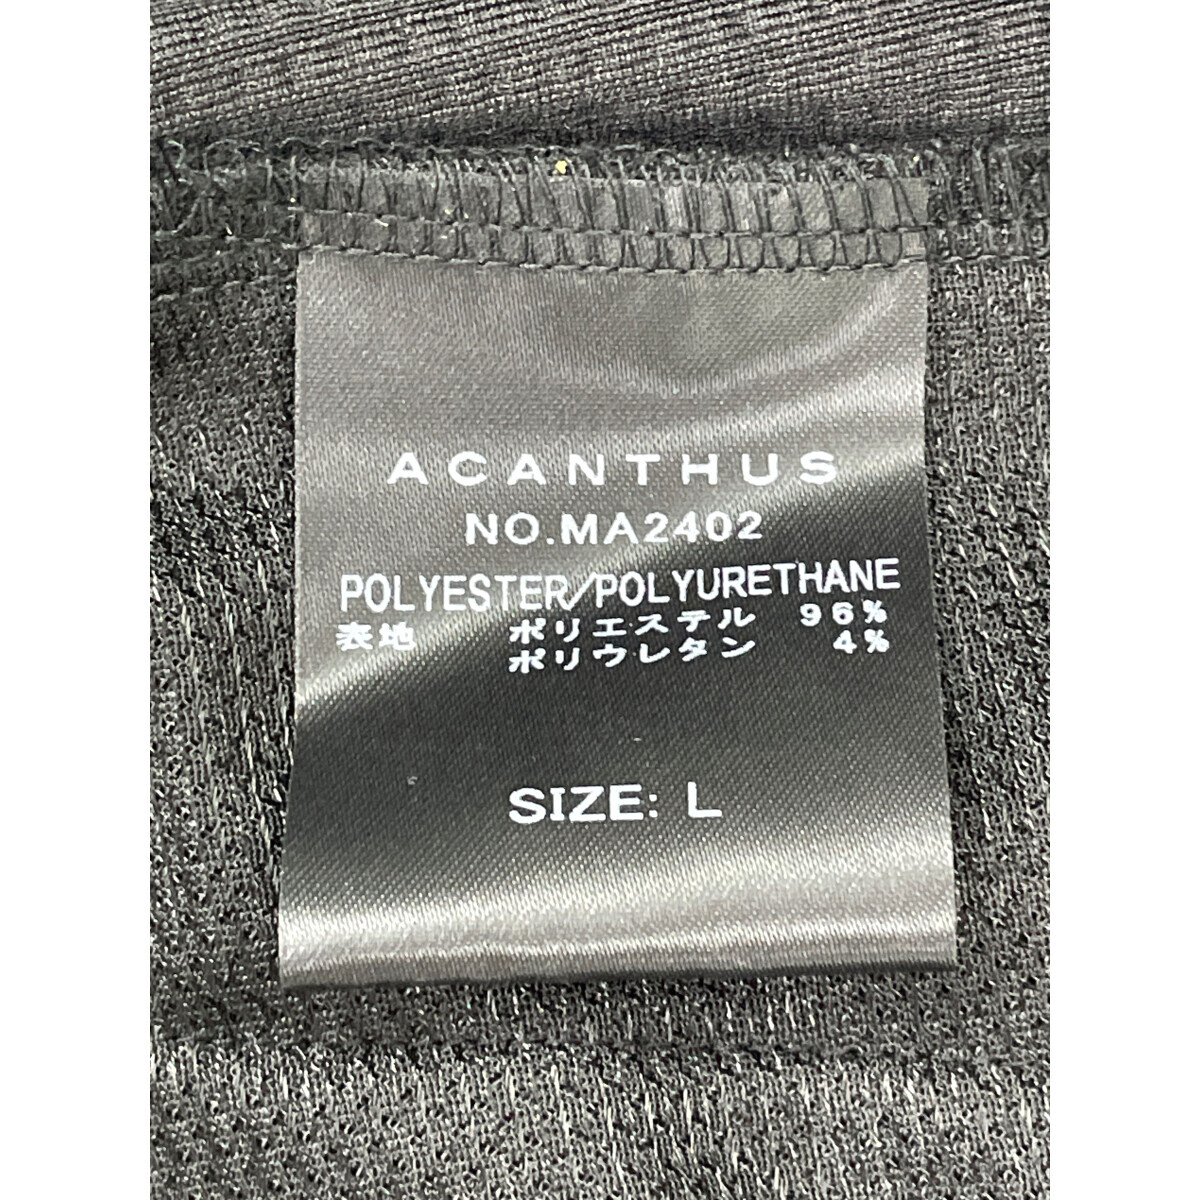 ACANTHUS
NO.MA2402
POLYESTER/POLYURETHANE
表地 ポリエステル 96%
ポリウレタン 4%
SIZE: L